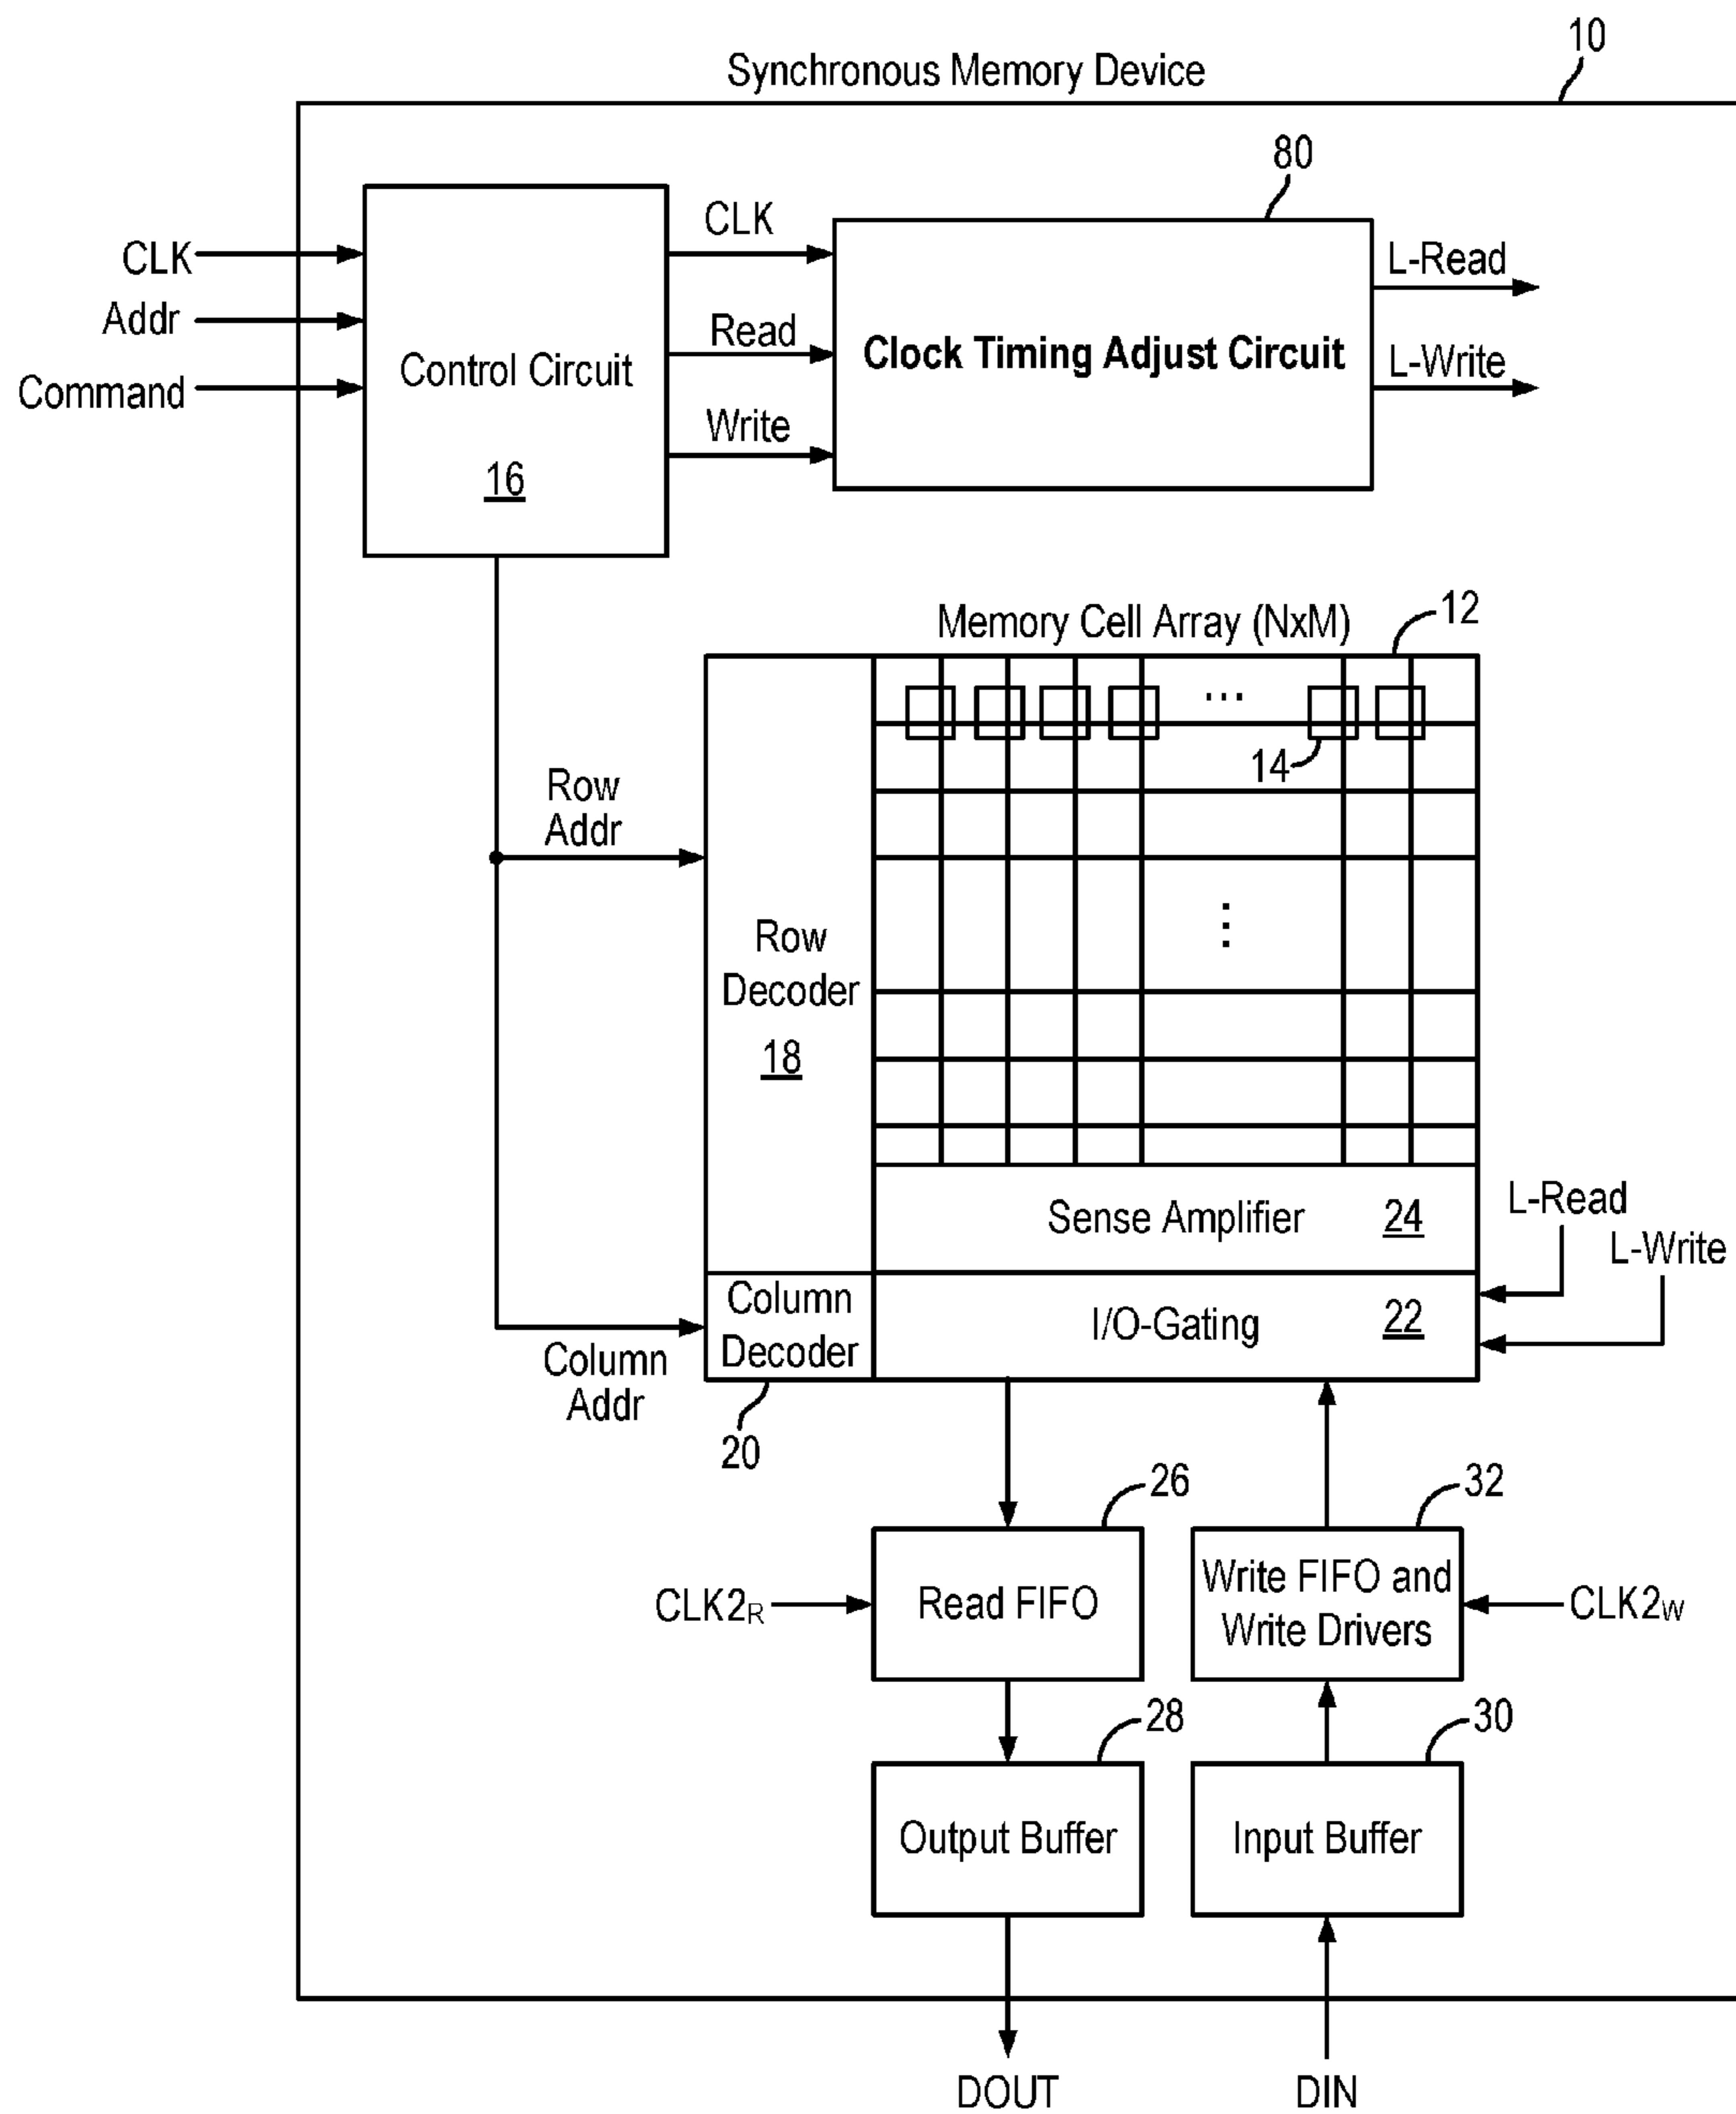 10
Synchronous Memory Device
80
CLK
Addr
Command
Control Circuit
16
CLK
Read
Write
Clock Timing Adjust Circuit
L-Read
L-Write
Memory Cell Array (NxM)
12
...
14
Row
Addr
Row
Decoder
18
Sense Amplifier 24
L-Read
L-Write
Column
Decoder
I/O-Gating 22
Column
Addr
20
26
32
CLK2R
Read FIFO
Write FIFO and
Write Drivers
CLK2W
28
30
Output Buffer
Input Buffer
DOUT
DIN